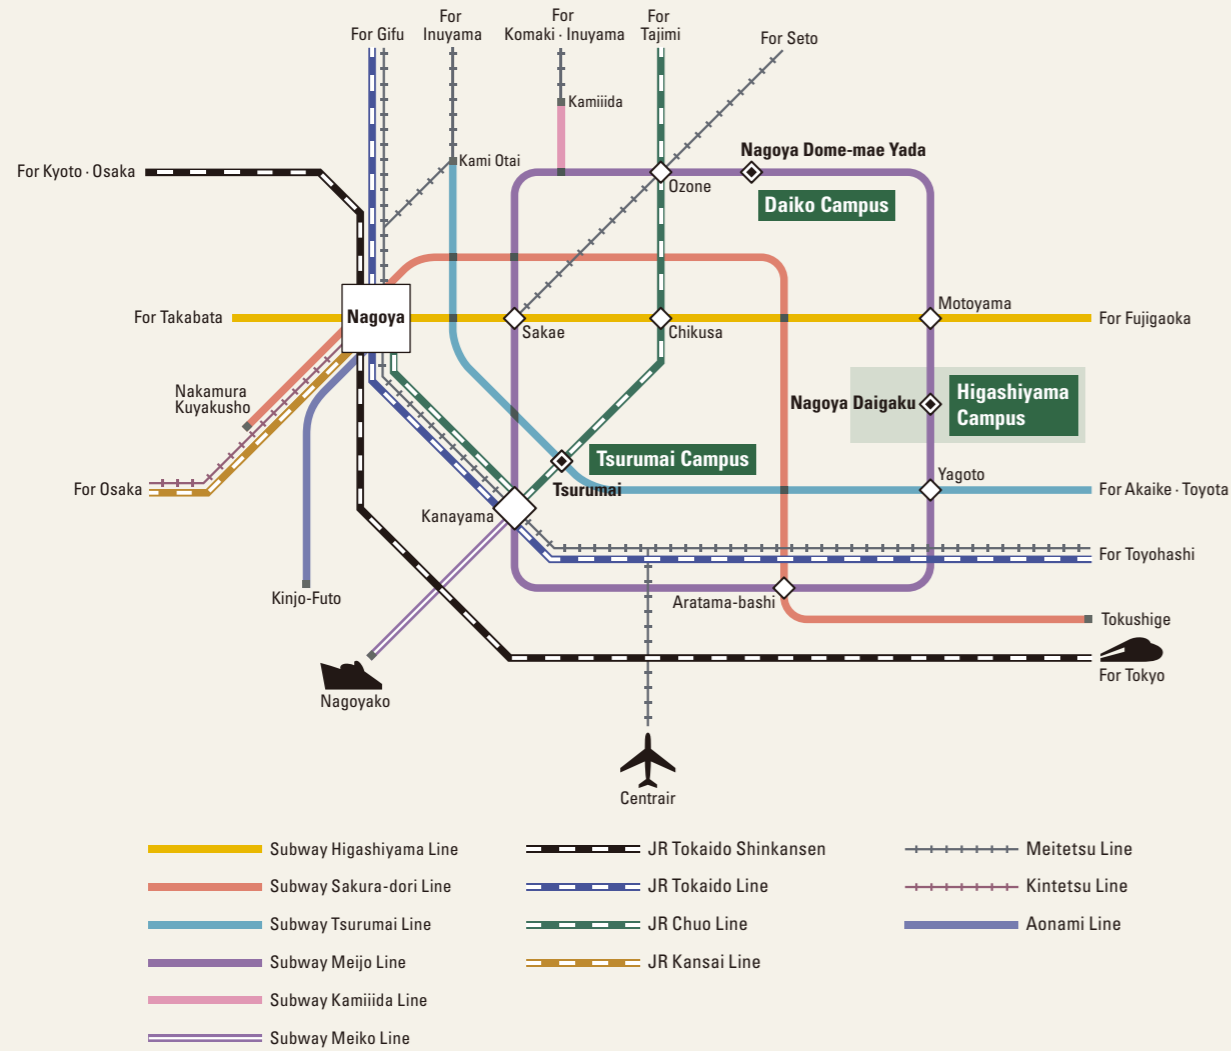 For Gifu
For
Inuyama
For
Komaki · Inuyama
For
Tajimi
For Seto
Kamiiida
Kami Otai
For Kyoto · Osaka
Nagoya Dome-mae Yada
Ozone
Daiko Campus
For Takabata
Nagoya
Sakae
Chikusa
Motoyama
For Fujigaoka
Nakamura
Kuyakusho
Nagoya Daigaku
Higashiyama
Campus
Tsurumai Campus
Tsurumai
Yagoto
For Osaka
For Akaike · Toyota
Kanayama
For Toyohashi
Kinjo-Futo
Aratama-bashi
Tokushige
For Tokyo
Nagoyako
Centrair
Subway Higashiyama Line
Subway Sakura-dori Line
Subway Tsurumai Line
Subway Meijo Line
Subway Kamiiida Line
Subway Meiko Line
JR Tokaido Shinkansen
JR Tokaido Line
JR Chuo Line
JR Kansai Line
Meitetsu Line
Kintetsu Line
Aonami Line